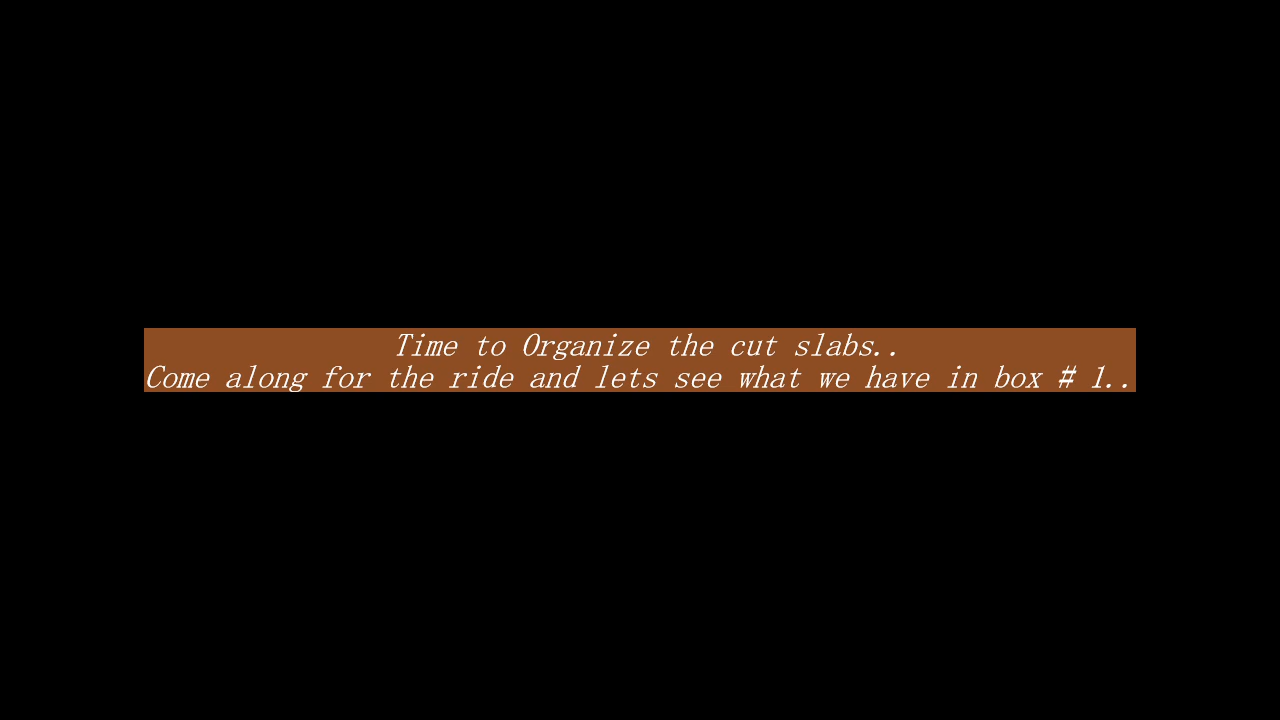 Time to Organize the cut slabs..
Come along for the ride and lets see what we have in box # 1..